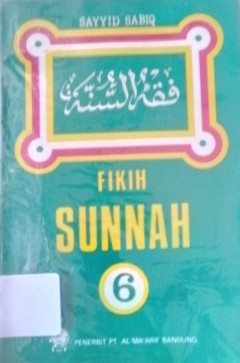 SAYYID SABIQ
فقه السنة
FIKIH
SUNNAH
6
PENERBIT PT. AL-MA'ARIF BANDUNG